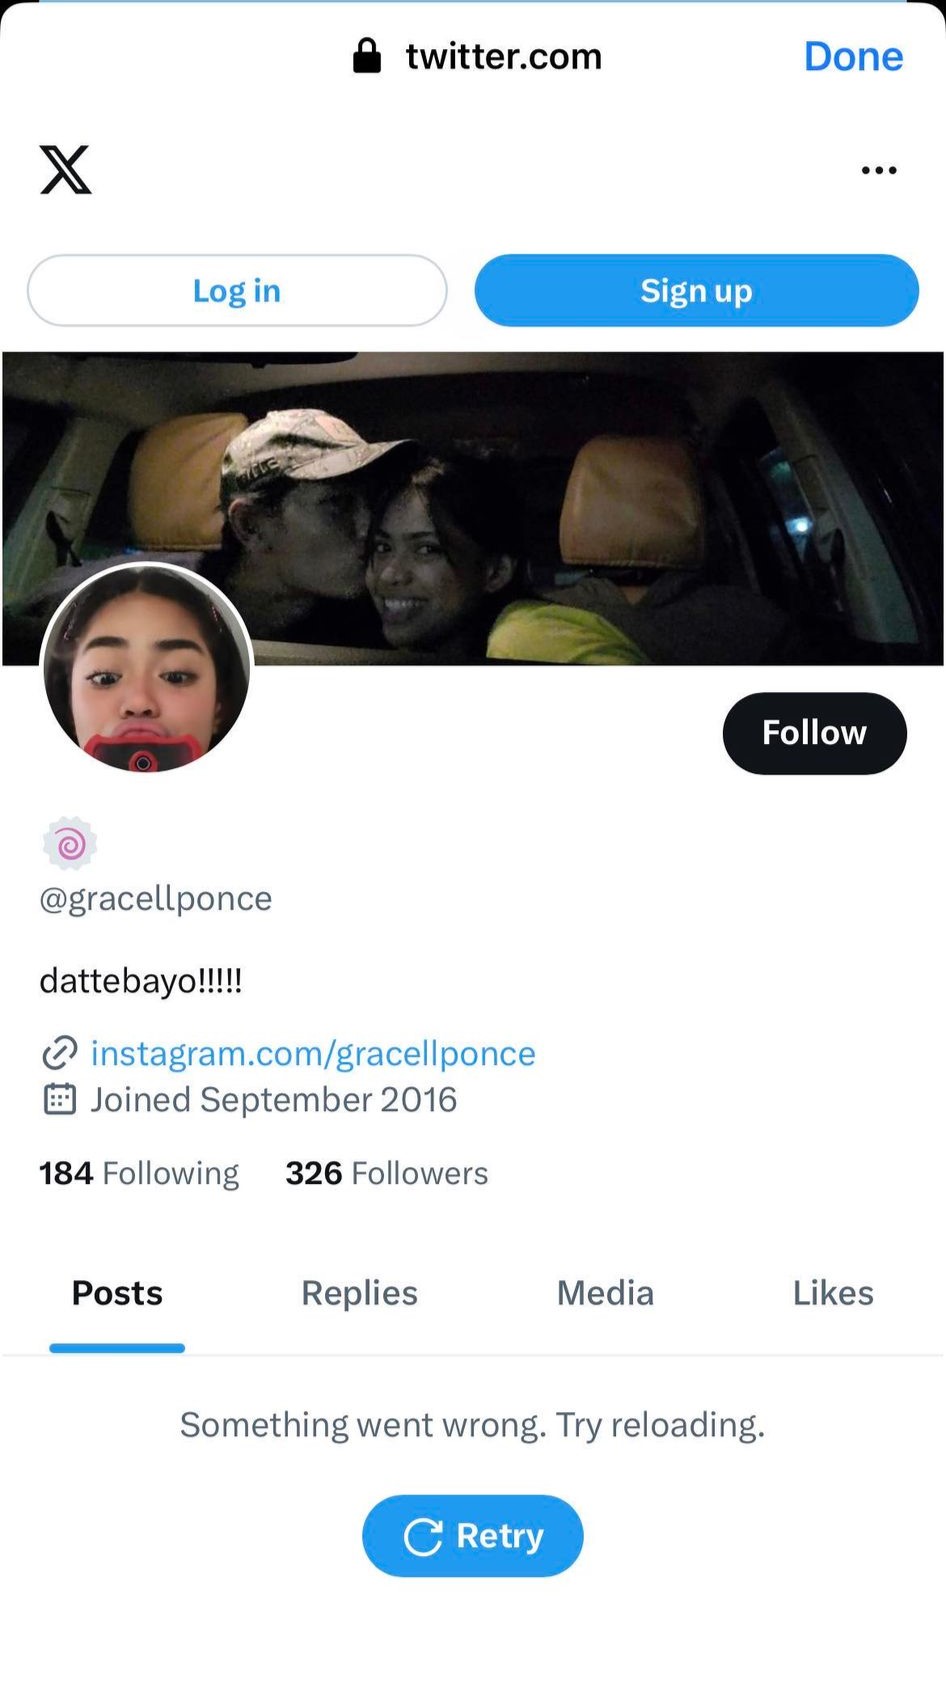 twitter.com
Done
Log in
Sign up
@gracellponce
Follow
dattebayo!!!!!
instagram.com/gracellponce
Joined September 2016
184 Following 326 Followers
Posts Replies Media Likes
Something went wrong. Try reloading.
Retry